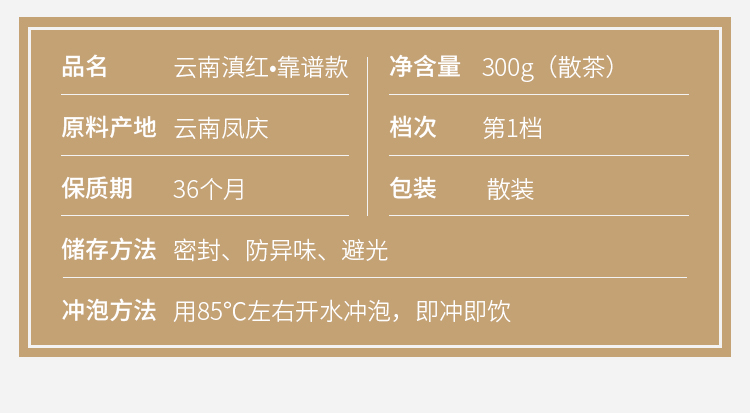 品名 云南滇红•靠谱款 净含量 300g（散茶）
原料产地 云南凤庆 档次 第1档
保质期 36个月 包装 散装
储存方法 密封、防异味、避光
冲泡方法 用85℃左右开水冲泡，即冲即饮